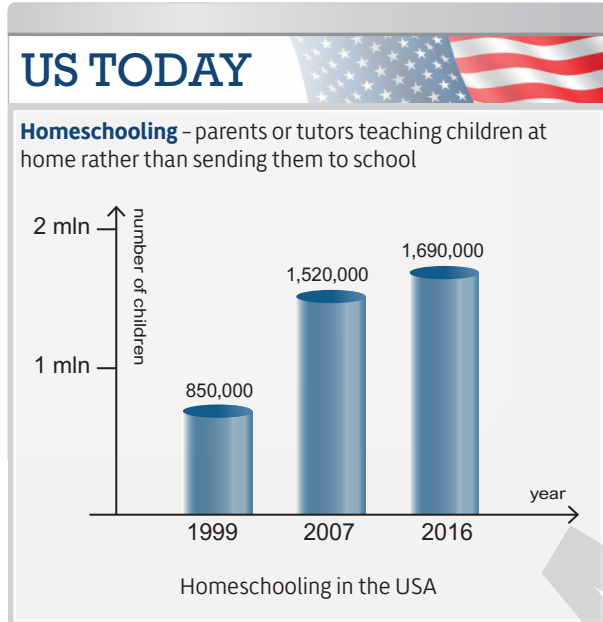 US TODAY
Homeschooling – parents or tutors teaching children at
home rather than sending them to school
2 mln
number of children
1,690,000
1,520,000
1 mln
850,000
year
1999 2007 2016
Homeschooling in the USA